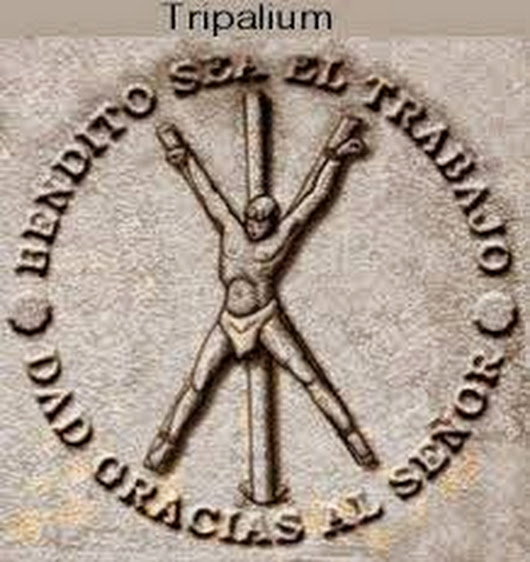 Tripalium
BENDITO SEA EL TRABAJO
DAD GRACIAS AL SEÑOR